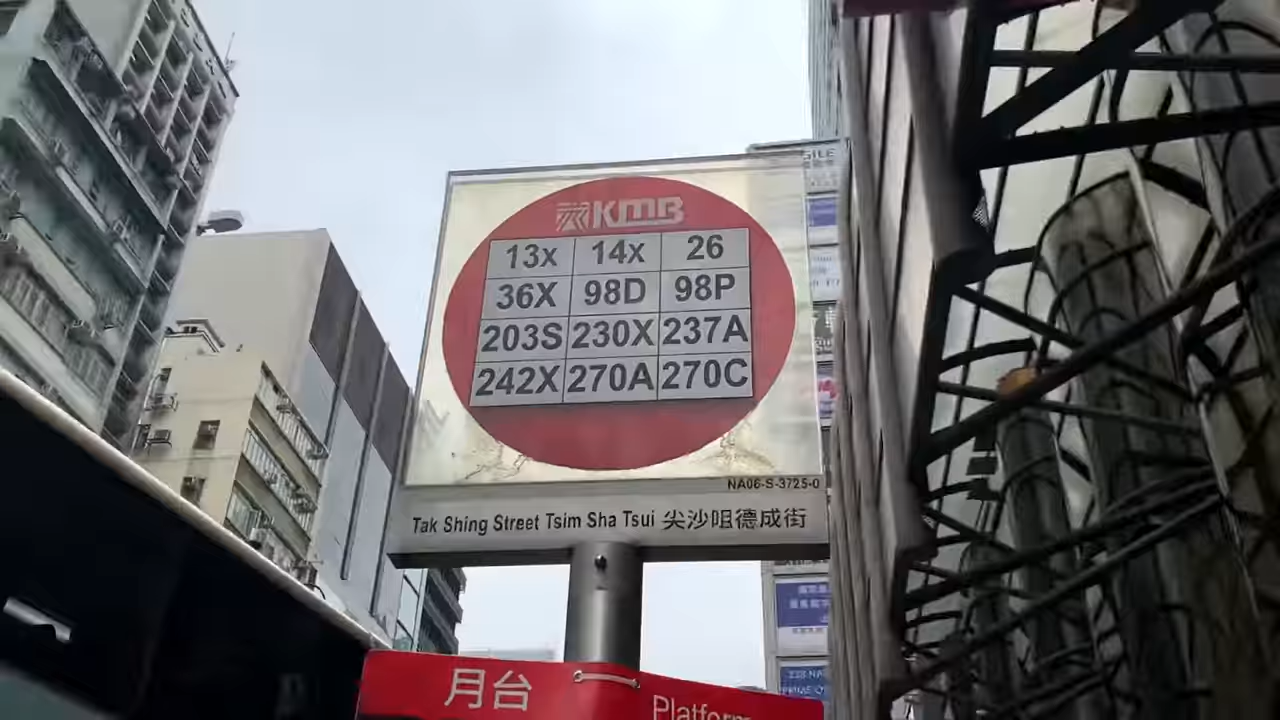 KMB
13x 14x 26
36X 98D 98P
203S 230X 237A
242X 270A 270C
NA06-S-3725-0
Tak Shing Street Tsim Sha Tsui 尖沙咀德成街
月台
Platform